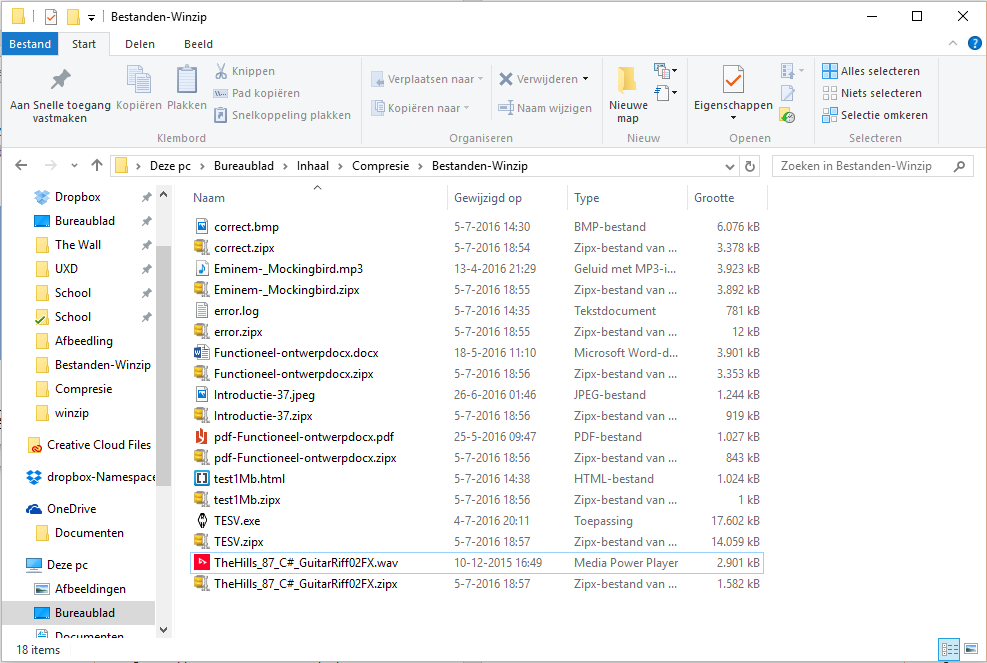 Bestanden-Winzip
Bestand Start Delen Beeld
Aan Snelle toegang vastmaken
Kopiëren
Plakken
Knippen
Pad kopiëren
Snelkoppeling plakken
Klembord
Verplaatsen naar
Kopiëren naar
Verwijderen
Naam wijzigen
Organiseren
Nieuwe map
Nieuw
Eigenschappen
Openen
Alles selecteren
Niets selecteren
Selectie omkeren
Selecteren
Deze pc > Bureaublad > Inhaal > Compresie > Bestanden-Winzip
Zoeken in Bestanden-Winzip
Dropbox
Bureaublad
The Wall
UXD
School
School
Afbeedling
Bestanden-Winzip
Compresie
winzip
Creative Cloud Files
dropbox-Namespace
OneDrive
Documenten
Deze pc
Afbeeldingen
Bureaublad
Documenten
Naam Gewijzigd op Type Grootte
correct.bmp 5-7-2016 14:30 BMP-bestand 6.076 kB
correct.zipx 5-7-2016 18:54 Zipx-bestand van ... 3.378 kB
Eminem-_Mockingbird.mp3 13-4-2016 21:29 Geluid met MP3-i... 3.923 kB
Eminem-_Mockingbird.zipx 5-7-2016 18:55 Zipx-bestand van ... 3.892 kB
error.log 5-7-2016 14:35 Tekstdocument 781 kB
error.zipx 5-7-2016 18:55 Zipx-bestand van ... 12 kB
Functioneel-ontwerpdocx.docx 18-5-2016 11:10 Microsoft Word-d... 3.901 kB
Functioneel-ontwerpdocx.zipx 5-7-2016 18:56 Zipx-bestand van ... 3.353 kB
Introductie-37.jpeg 26-6-2016 01:46 JPEG-bestand 1.244 kB
Introductie-37.zipx 5-7-2016 18:56 Zipx-bestand van ... 919 kB
pdf-Functioneel-ontwerpdocx.pdf 25-5-2016 09:47 PDF-bestand 1.027 kB
pdf-Functioneel-ontwerpdocx.zipx 5-7-2016 18:56 Zipx-bestand van ... 843 kB
test1Mb.html 5-7-2016 14:38 HTML-bestand 1.024 kB
test1Mb.zipx 5-7-2016 18:56 Zipx-bestand van ... 1 kB
TESV.exe 4-7-2016 20:11 Toepassing 17.602 kB
TESV.zipx 5-7-2016 18:57 Zipx-bestand van ... 14.059 kB
TheHills_87_C#_GuitarRiff02FX.wav 10-12-2015 16:49 Media Power Player 2.901 kB
TheHills_87_C#_GuitarRiff02FX.zipx 5-7-2016 18:57 Zipx-bestand van ... 1.582 kB
18 items